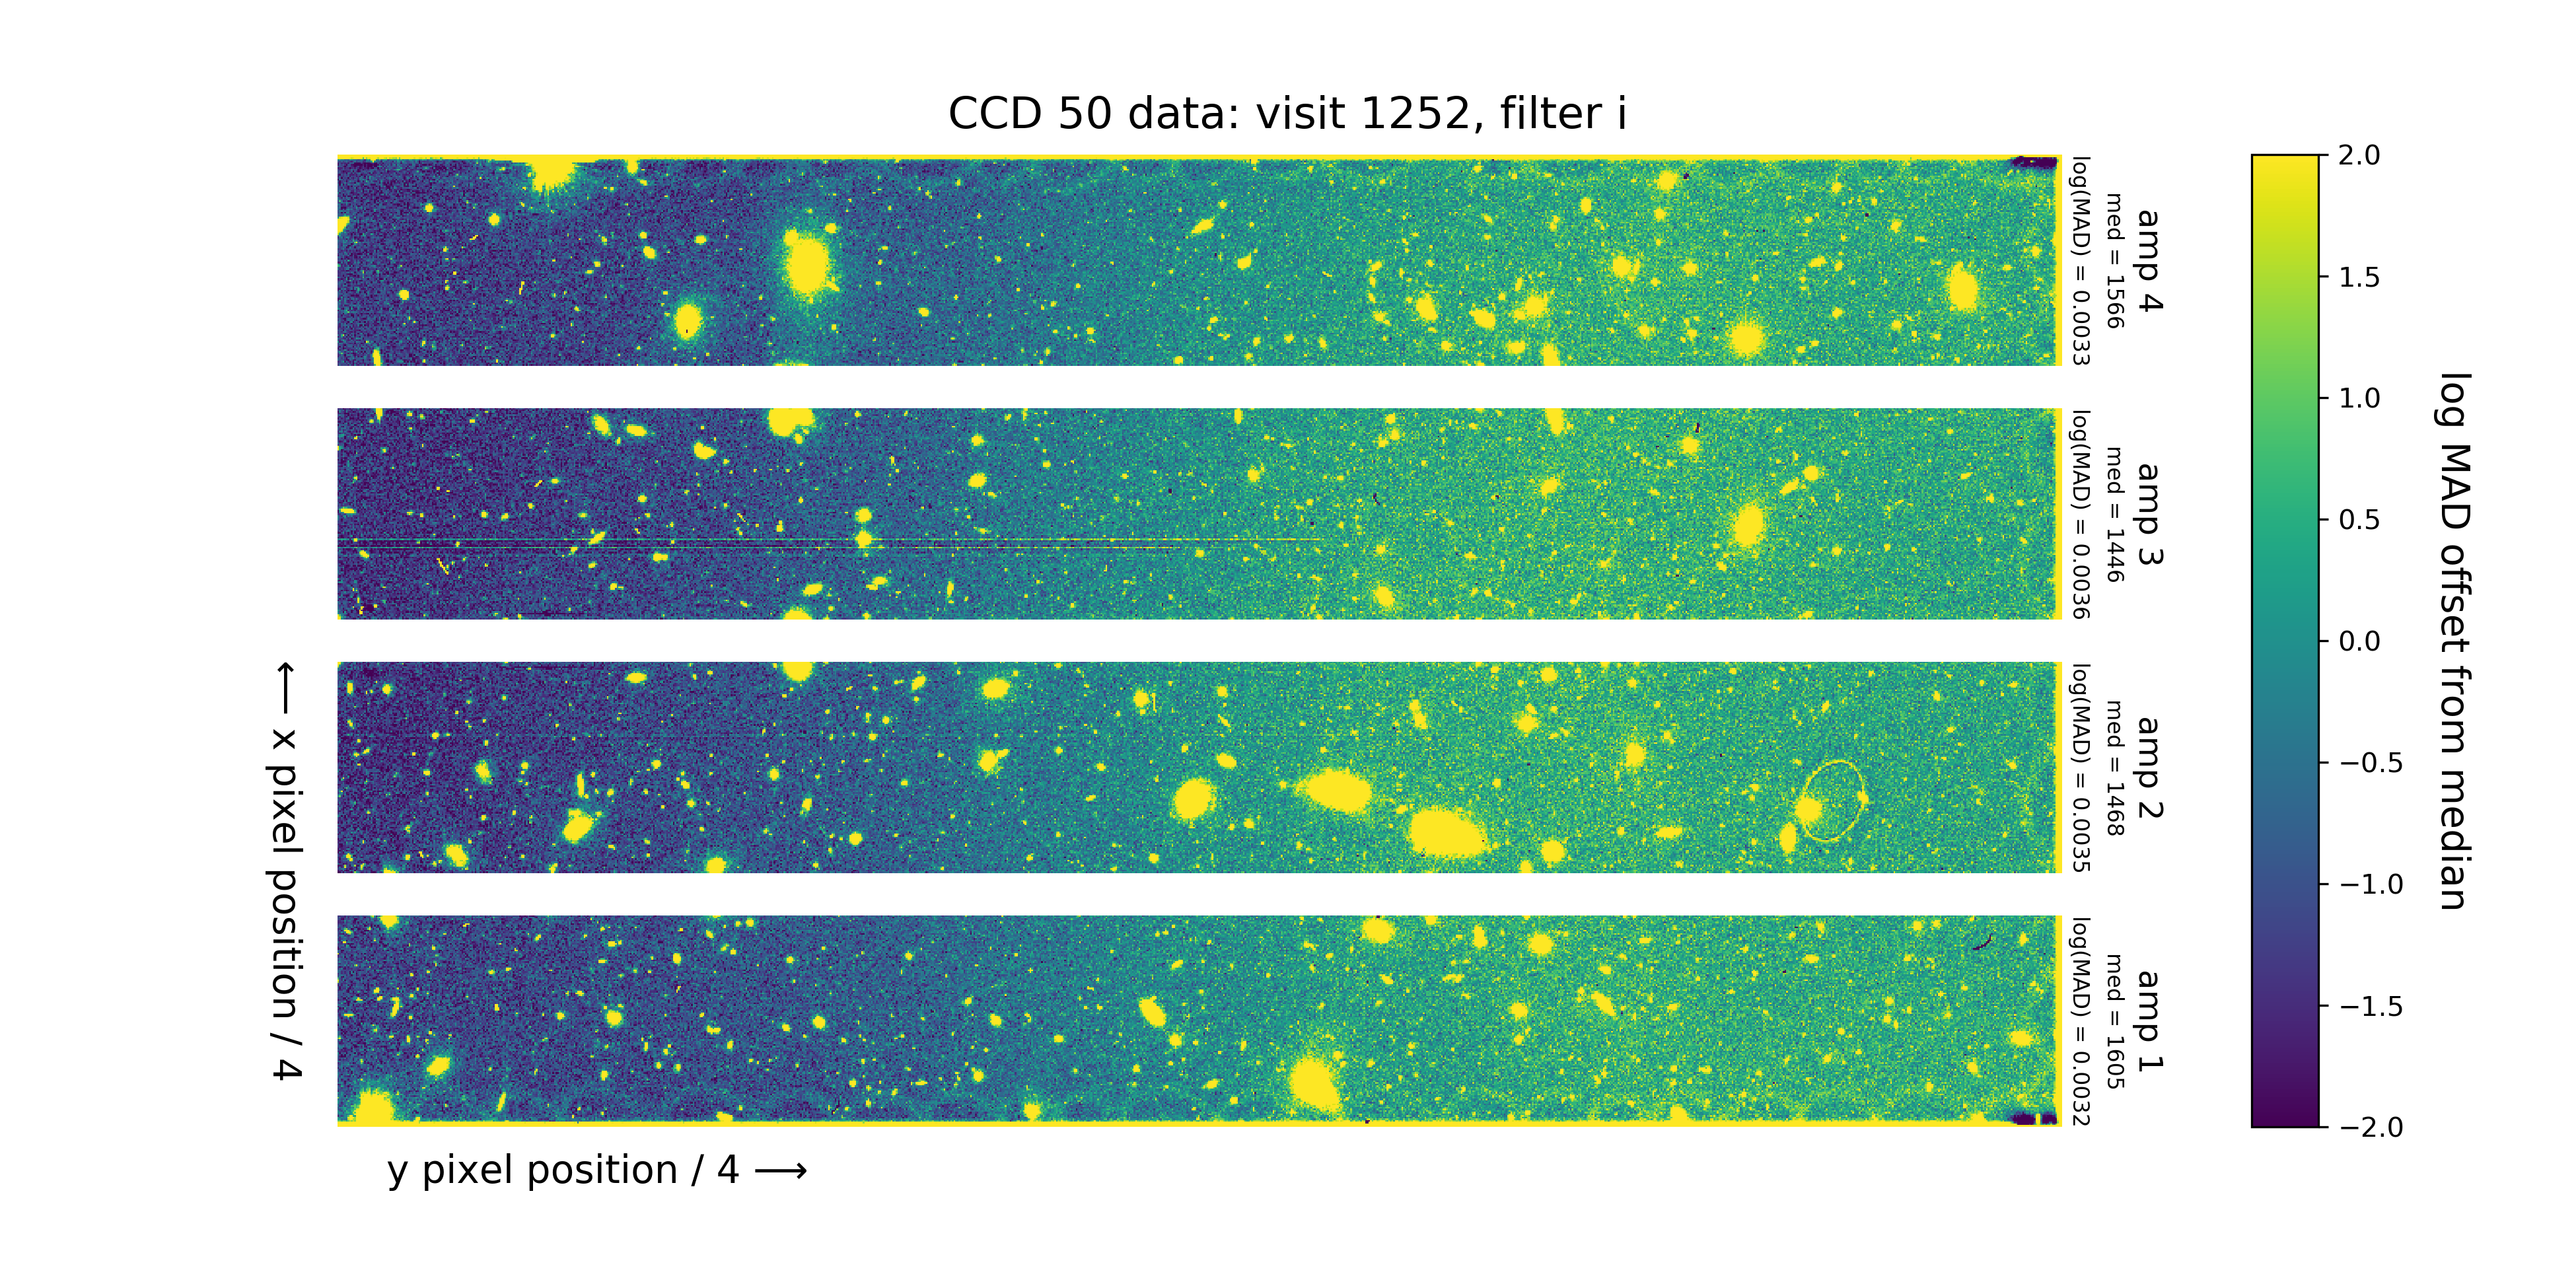 CCD 50 data: visit 1252, filter i
amp 4
med = 1566
log(MAD) = 0.0033
amp 3
med = 1446
log(MAD) = 0.0036
amp 2
med = 1468
log(MAD) = 0.0035
amp 1
med = 1605
log(MAD) = 0.0032
⟵ x pixel position / 4
y pixel position / 4 ⟶
2.0
1.5
1.0
0.5
0.0
−0.5
−1.0
−1.5
−2.0
log MAD offset from median